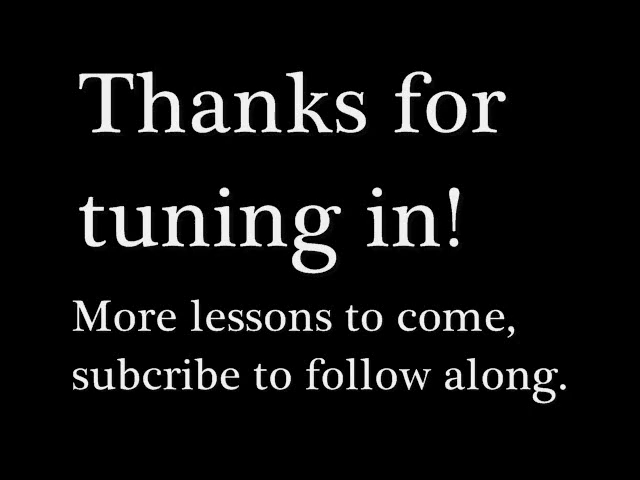 Thanks for
tuning in!
More lessons to come,
subcribe to follow along.